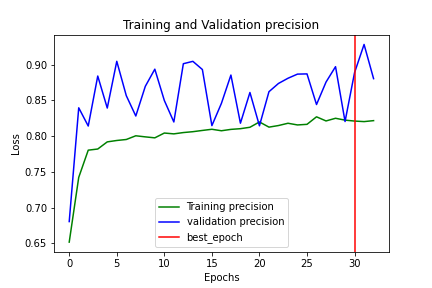 Training and Validation precision
Loss
0.90
0.85
0.80
0.75
0.70
0.65
Training precision
validation precision
best_epoch
0 5 10 15 20 25 30
Epochs